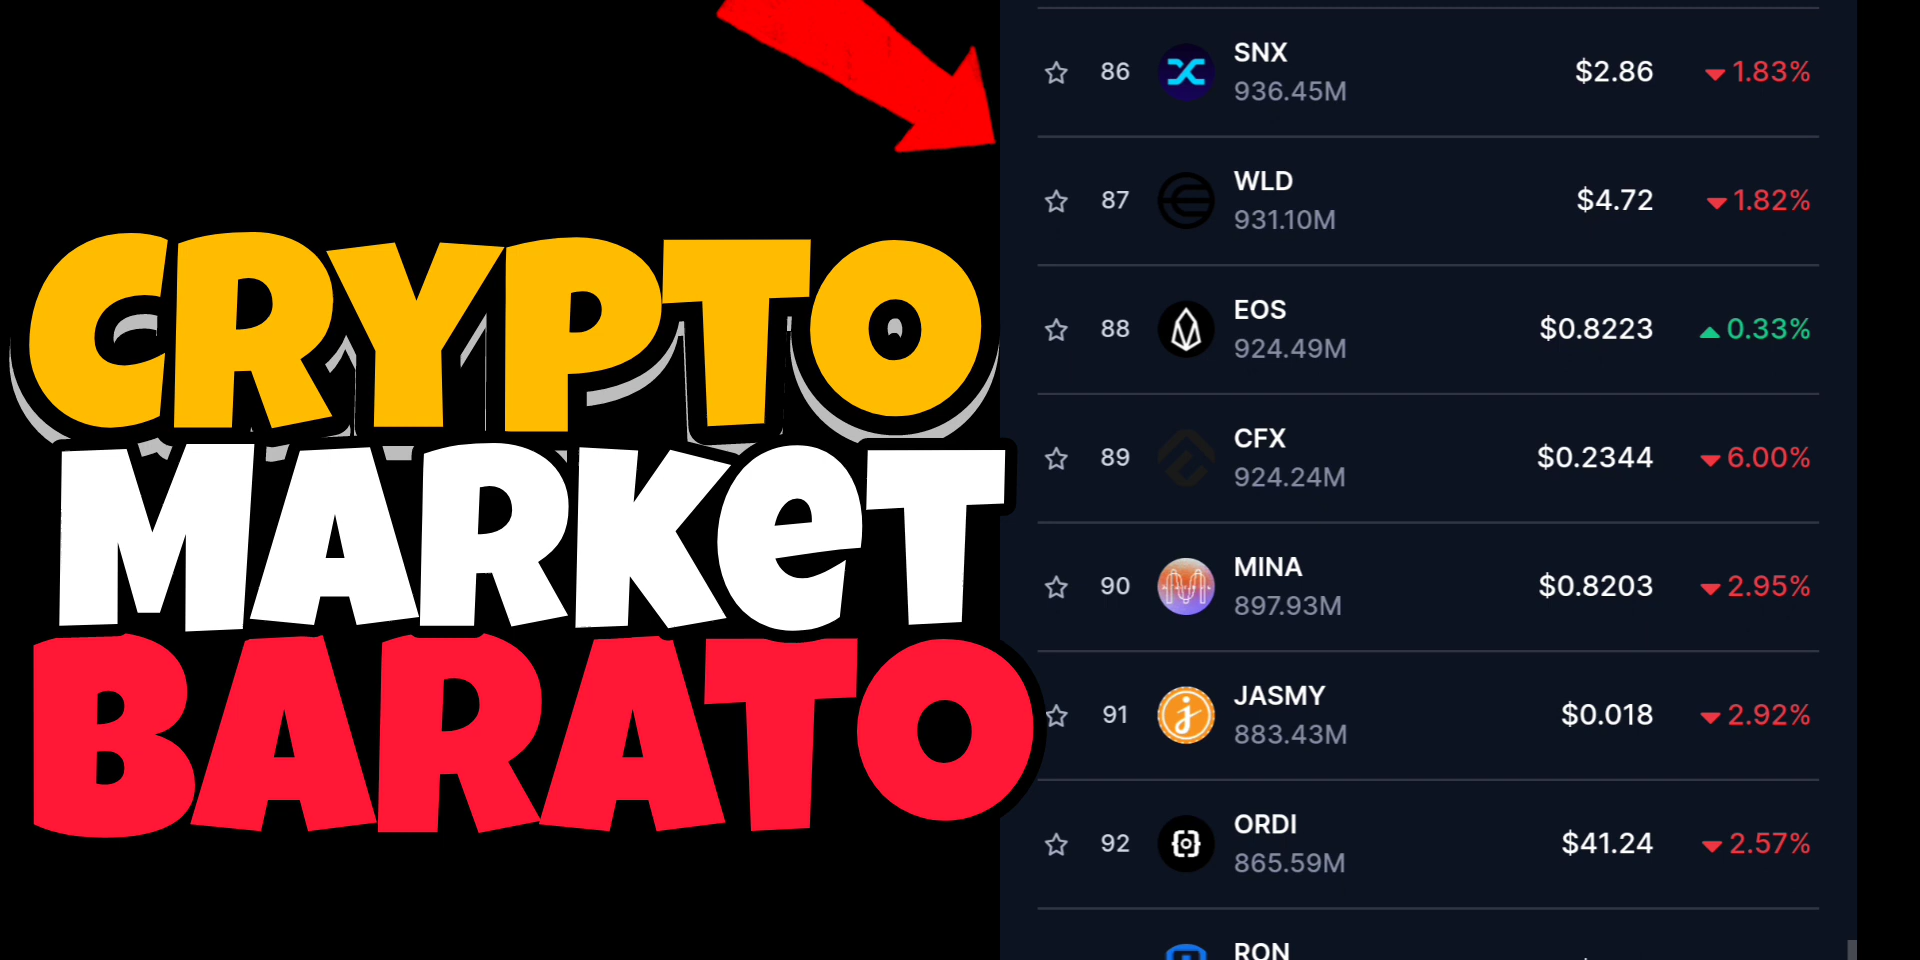 CRYPTO
MARKeT
BARATO
86 SNX $2.86 1.83%
936.45M
87 WLD $4.72 1.82%
931.10M
88 EOS $0.8223 0.33%
924.49M
89 CFX $0.2344 6.00%
924.24M
90 MINA $0.8203 2.95%
897.93M
91 JASMY $0.018 2.92%
883.43M
92 ORDI $41.24 2.57%
865.59M
RON